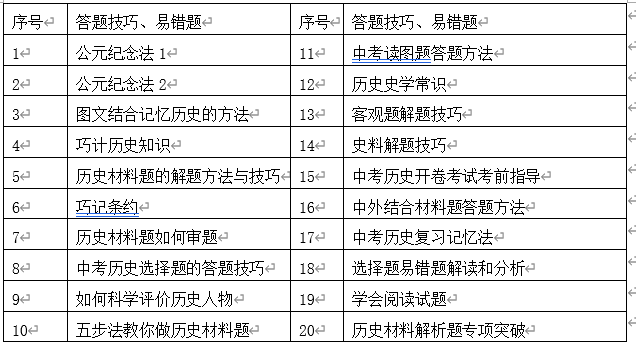 序号 答题技巧、易错题 序号 答题技巧、易错题
1 公元纪念法1 11 中考读图题答题方法
2 公元纪念法2 12 历史史学常识
3 图文结合记忆历史的方法 13 客观题解题技巧
4 巧计历史知识 14 史料解题技巧
5 历史材料题的解题方法与技巧 15 中考历史开卷考试考前指导
6 巧记条约 16 中外结合材料题答题方法
7 历史材料题如何审题 17 中考历史复习记忆法
8 中考历史选择题的答题技巧 18 选择题易错题解读和分析
9 如何科学评价历史人物 19 学会阅读试题
10 五步法教你做历史材料题 20 历史材料解析题专项突破